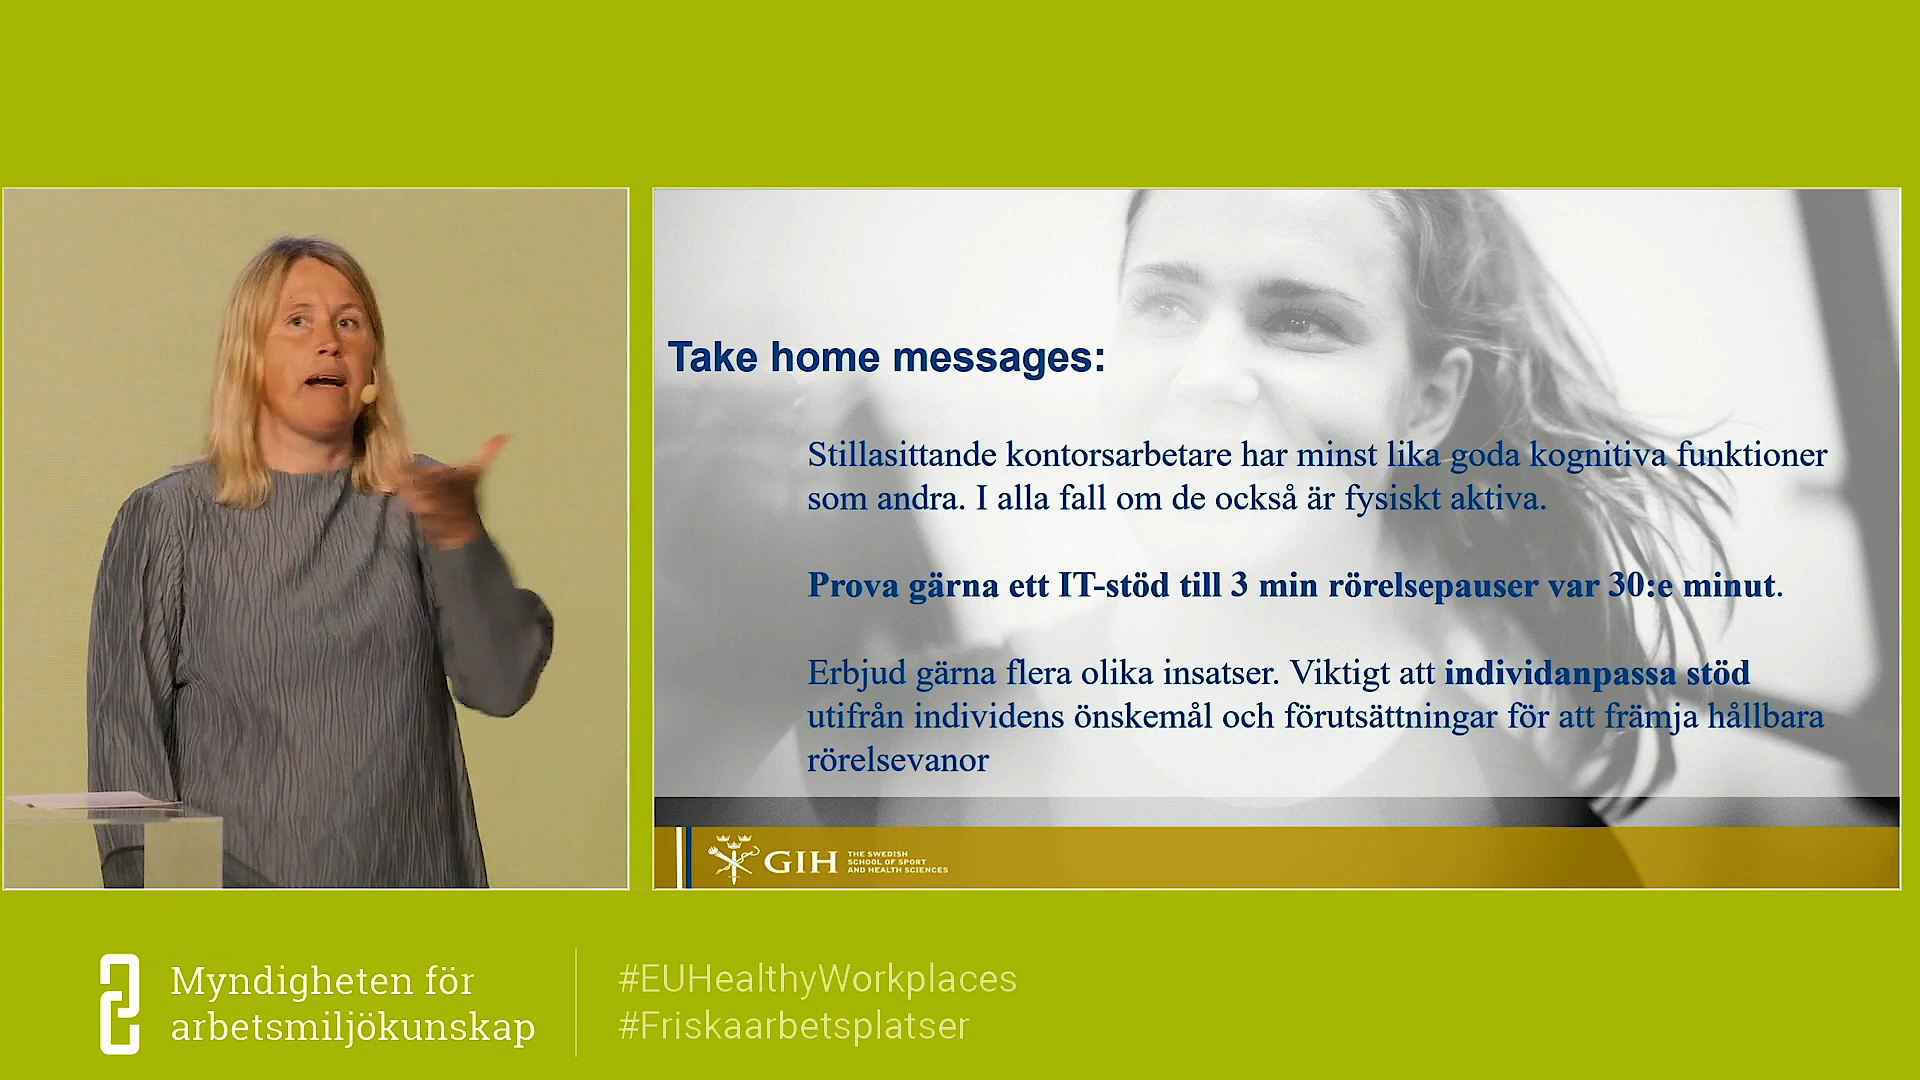 Take home messages:
Stillasittande kontorsarbetare har minst lika goda kognitiva funktioner
som andra. I alla fall om de också är fysiskt aktiva.
Prova gärna ett IT-stöd till 3 min rörelsepauser var 30:e minut.
Erbjud gärna flera olika insatser. Viktigt att individanpassa stöd
utifrån individens önskemål och förutsättningar för att främja hållbara
rörelsevanor
GIH
THE SWEDISH
SCHOOL OF SPORT
AND HEALTH SCIENCES
Myndigheten för
arbetsmiljökunskap
#EUHealthyWorkplaces
#Friskaarbetsplatser